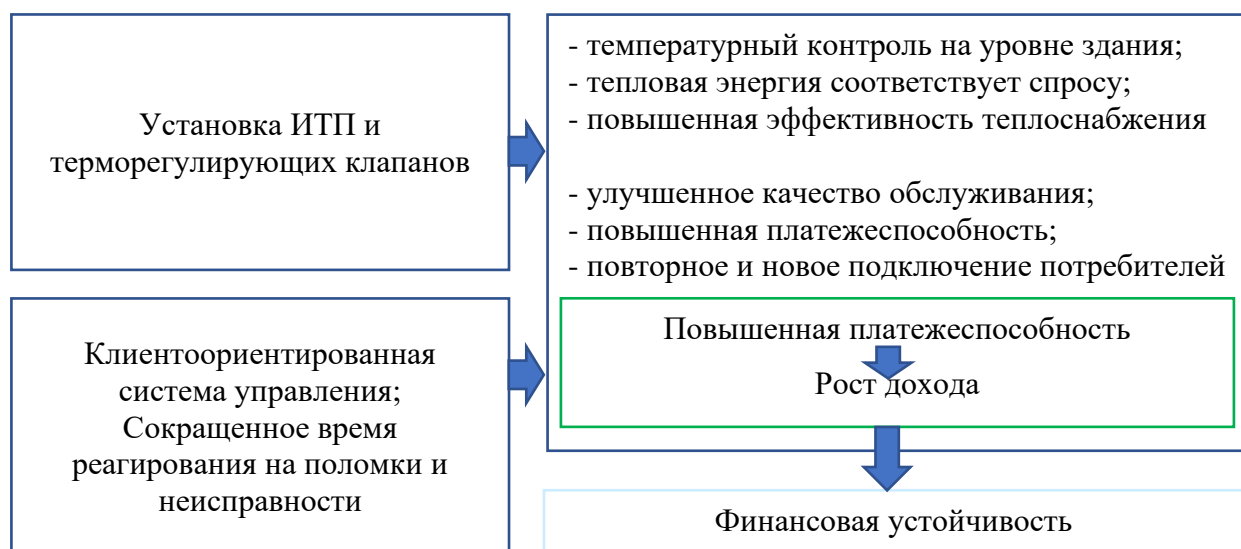 Установка ИТП и
терморегулирующих клапанов
- температурный контроль на уровне здания;
- тепловая энергия соответствует спросу;
- повышенная эффективность теплоснабжения
- улучшенное качество обслуживания;
- повышенная платежеспособность;
- повторное и новое подключение потребителей
Клиентоориентированная
система управления;
Сокращенное время
реагирования на поломки и
неисправности
Повышенная платежеспособность
Рост дохода
Финансовая устойчивость